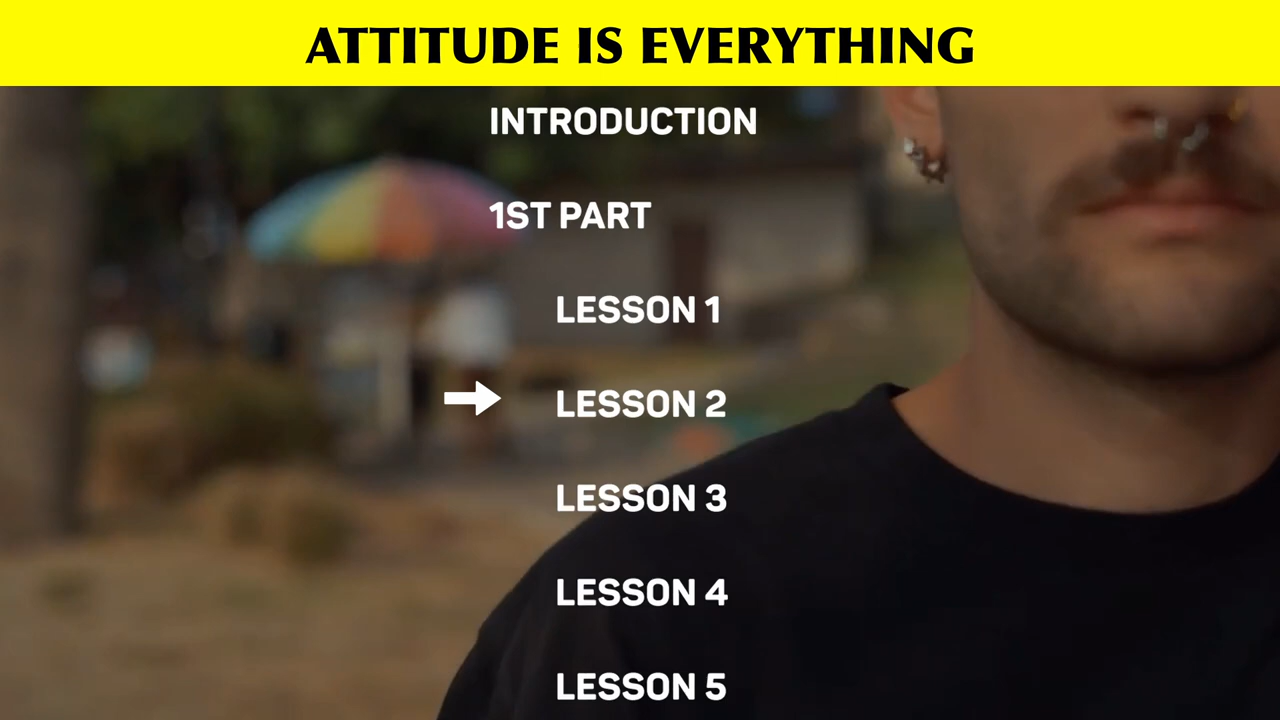 ATTITUDE IS EVERYTHING
INTRODUCTION
1ST PART
LESSON 1
LESSON 2
LESSON 3
LESSON 4
LESSON 5